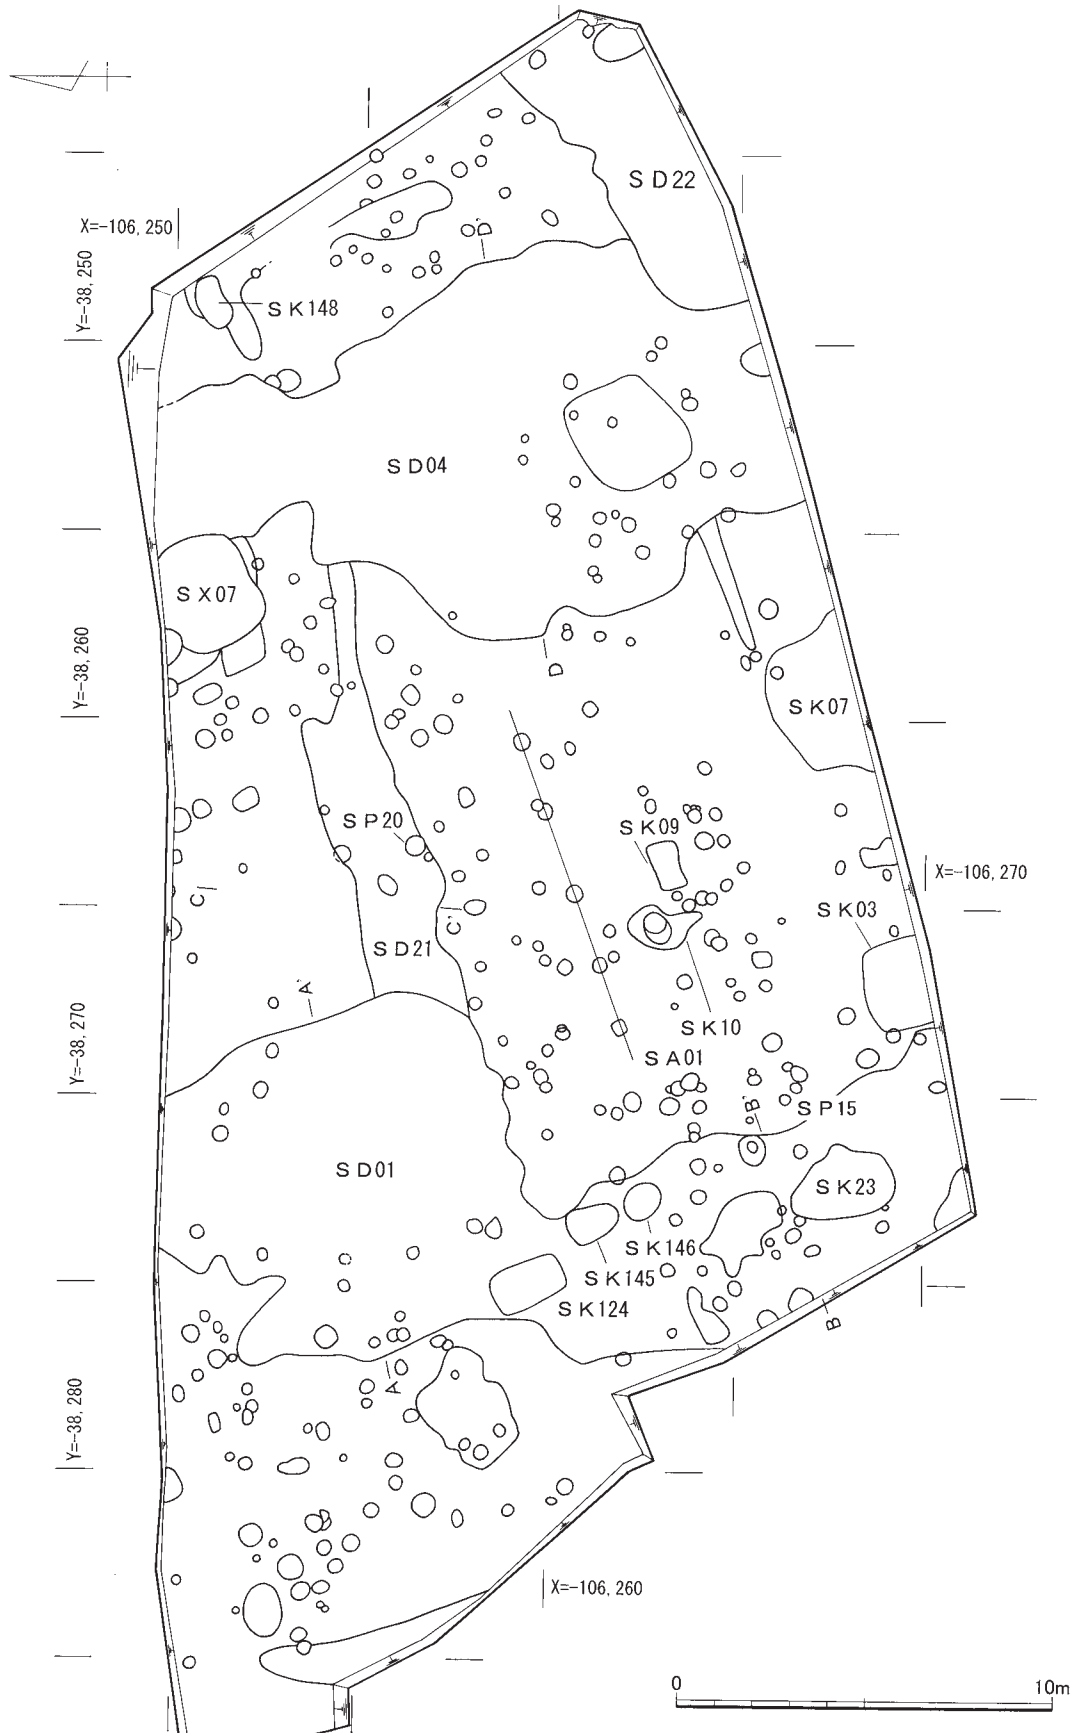 SD22
X=-106,250
D'
Y=-38,250
SK148
SD04
SX07
Y=-38,260
D
SK07
SP20
SK09
X=-106,270
C
SK03
C'
SD21
A'
SK10
Y=-38,270
SA01
B'
SP15
SD01
SK23
SK146
SK145
SK124
B
A
Y=-38,280
X=-106,260
0 10m